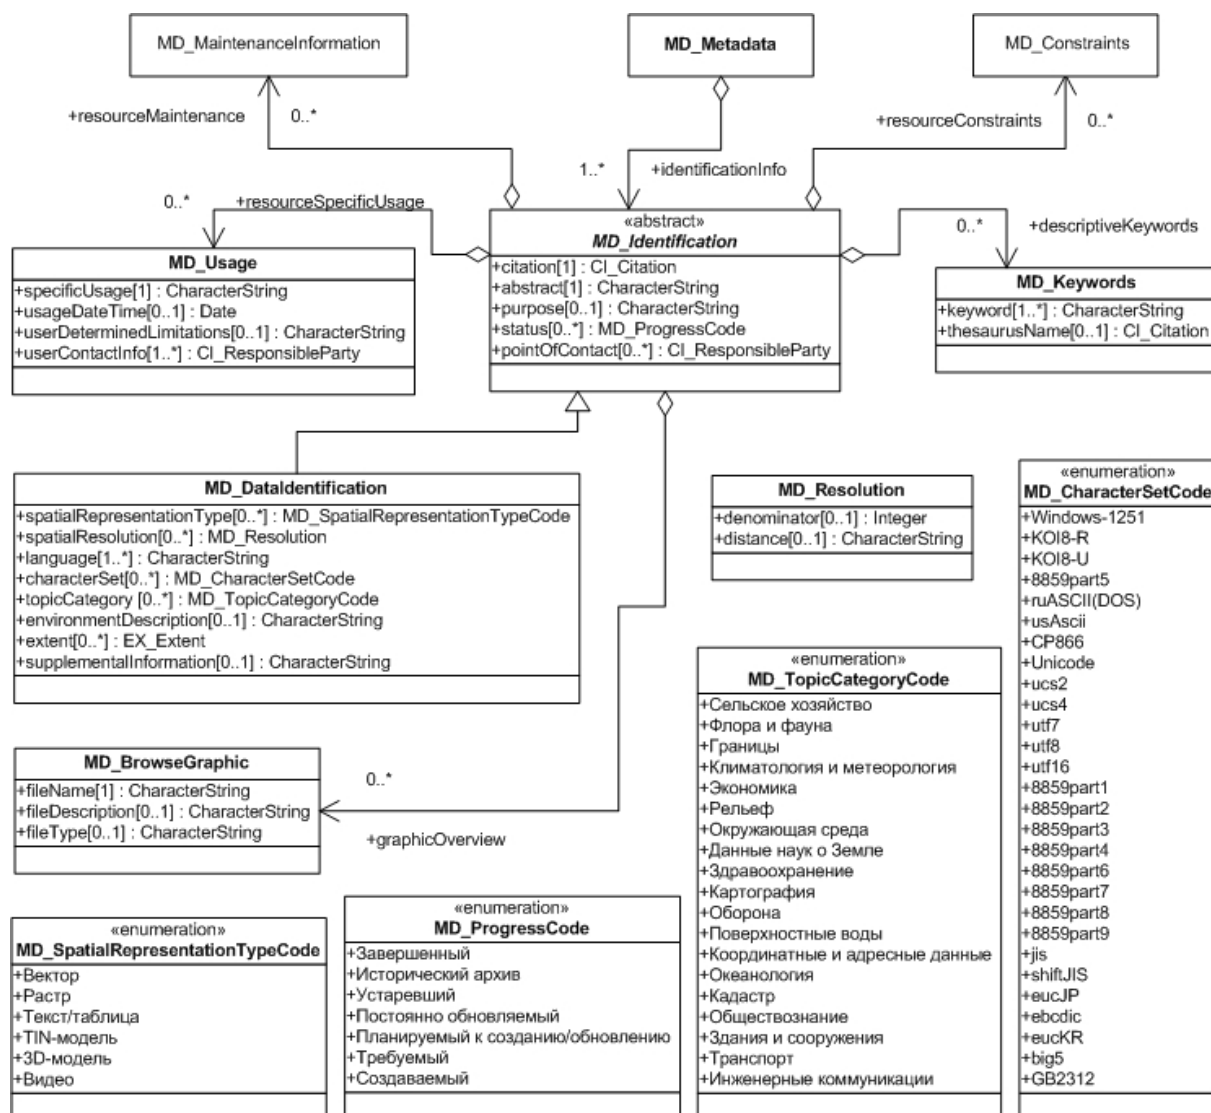 MD_MaintenanceInformation
MD_Metadata
MD_Constraints
+resourceMaintenance
0..*
1..*
+identificationInfo
+resourceConstraints
0..*
0..*
+resourceSpecificUsage
0..*
+descriptiveKeywords
MD_Usage
+specificUsage[1] : CharacterString
+usageDateTime[0..1] : Date
+userDeterminedLimitations[0..1] : CharacterString
+userContactInfo[1..*] : CI_ResponsibleParty
«abstract»
MD_Identification
+citation[1] : CI_Citation
+abstract[1] : CharacterString
+purpose[0..1] : CharacterString
+status[0..*] : MD_ProgressCode
+pointOfContact[0..*] : CI_ResponsibleParty
MD_Keywords
+keyword[1..*] : CharacterString
+thesaurusName[0..1] : CI_Citation
MD_DataIdentification
+spatialRepresentationType[0..*] : MD_SpatialRepresentationTypeCode
+spatialResolution[0..*] : MD_Resolution
+language[1..*] : CharacterString
+characterSet[0..*] : MD_CharacterSetCode
+topicCategory [0..*] : MD_TopicCategoryCode
+environmentDescription[0..1] : CharacterString
+extent[0..*] : EX_Extent
+supplementalInformation[0..1] : CharacterString
MD_Resolution
+denominator[0..1] : Integer
+distance[0..1] : CharacterString
«enumeration»
MD_CharacterSetCode
+Windows-1251
+KOI8-R
+KOI8-U
+8859part5
+ruASCII(DOS)
+usAscii
+CP866
+Unicode
+ucs2
+ucs4
+utf7
+utf8
+utf16
+8859part1
+8859part2
+8859part3
+8859part4
+8859part6
+8859part7
+8859part8
+8859part9
+jis
+shiftJIS
+eucJP
+ebcdic
+eucKR
+big5
+GB2312
«enumeration»
MD_TopicCategoryCode
+Сельское хозяйство
+Флора и фауна
+Границы
+Климатология и метеорология
+Экономика
+Рельеф
+Окружающая среда
+Данные наук о Земле
+Здравоохранение
+Картография
+Оборона
+Поверхностные воды
+Координатные и адресные данные
+Океанология
+Кадастр
+Обществознание
+Здания и сооружения
+Транспорт
+Инженерные коммуникации
MD_BrowseGraphic
+fileName[1] : CharacterString
+fileDescription[0..1] : CharacterString
+fileType[0..1] : CharacterString
0..*
+graphicOverview
«enumeration»
MD_SpatialRepresentationTypeCode
+Вектор
+Растр
+Текст/таблица
+TIN-модель
+3D-модель
+Видео
«enumeration»
MD_ProgressCode
+Завершенный
+Исторический архив
+Устаревший
+Постоянно обновляемый
+Планируемый к созданию/обновлению
+Требуемый
+Создаваемый